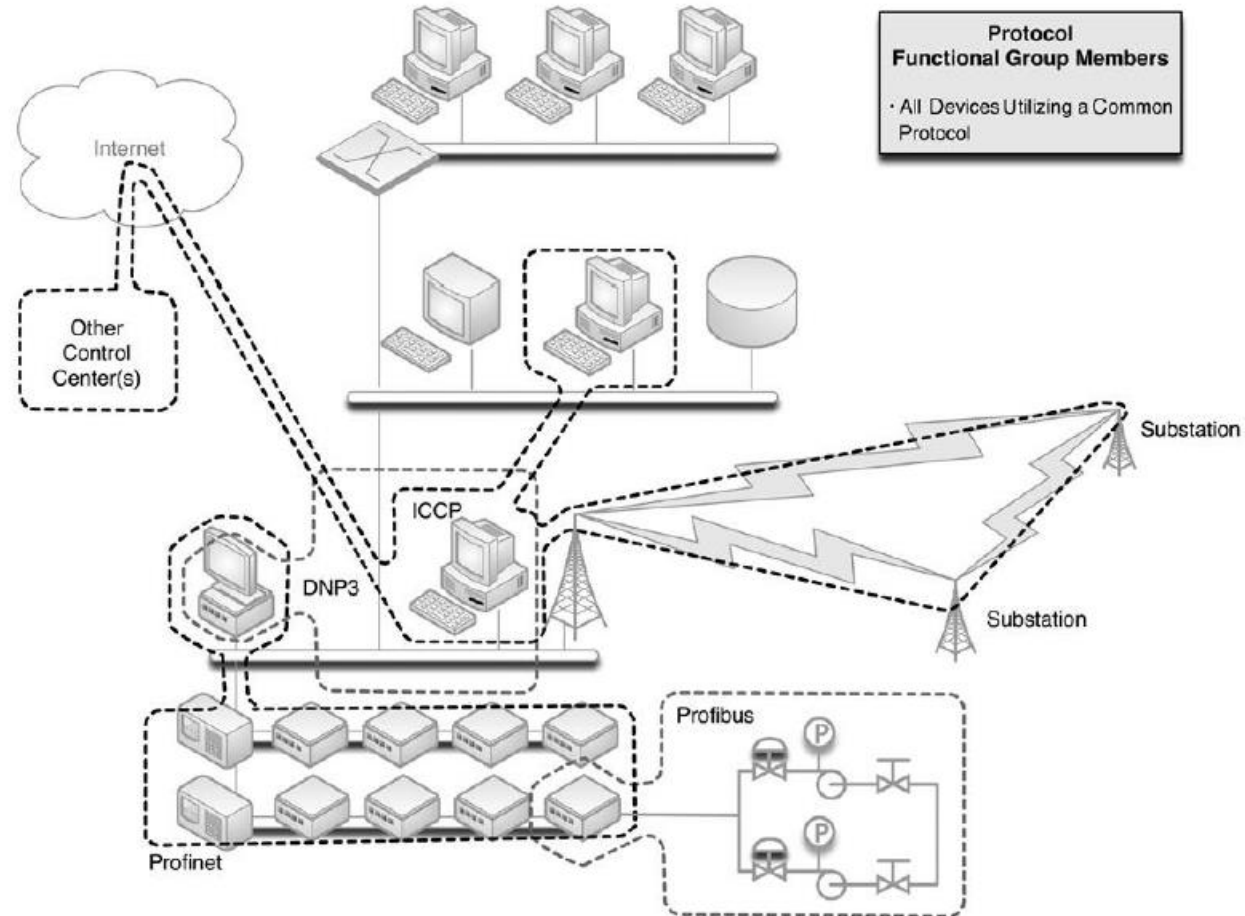 Protocol
Functional Group Members
· All Devices Utilizing a Common
Protocol
Internet
Other
Control
Center(s)
Substation
ICCP
DNP3
Substation
Profibus
P
P
Profinet